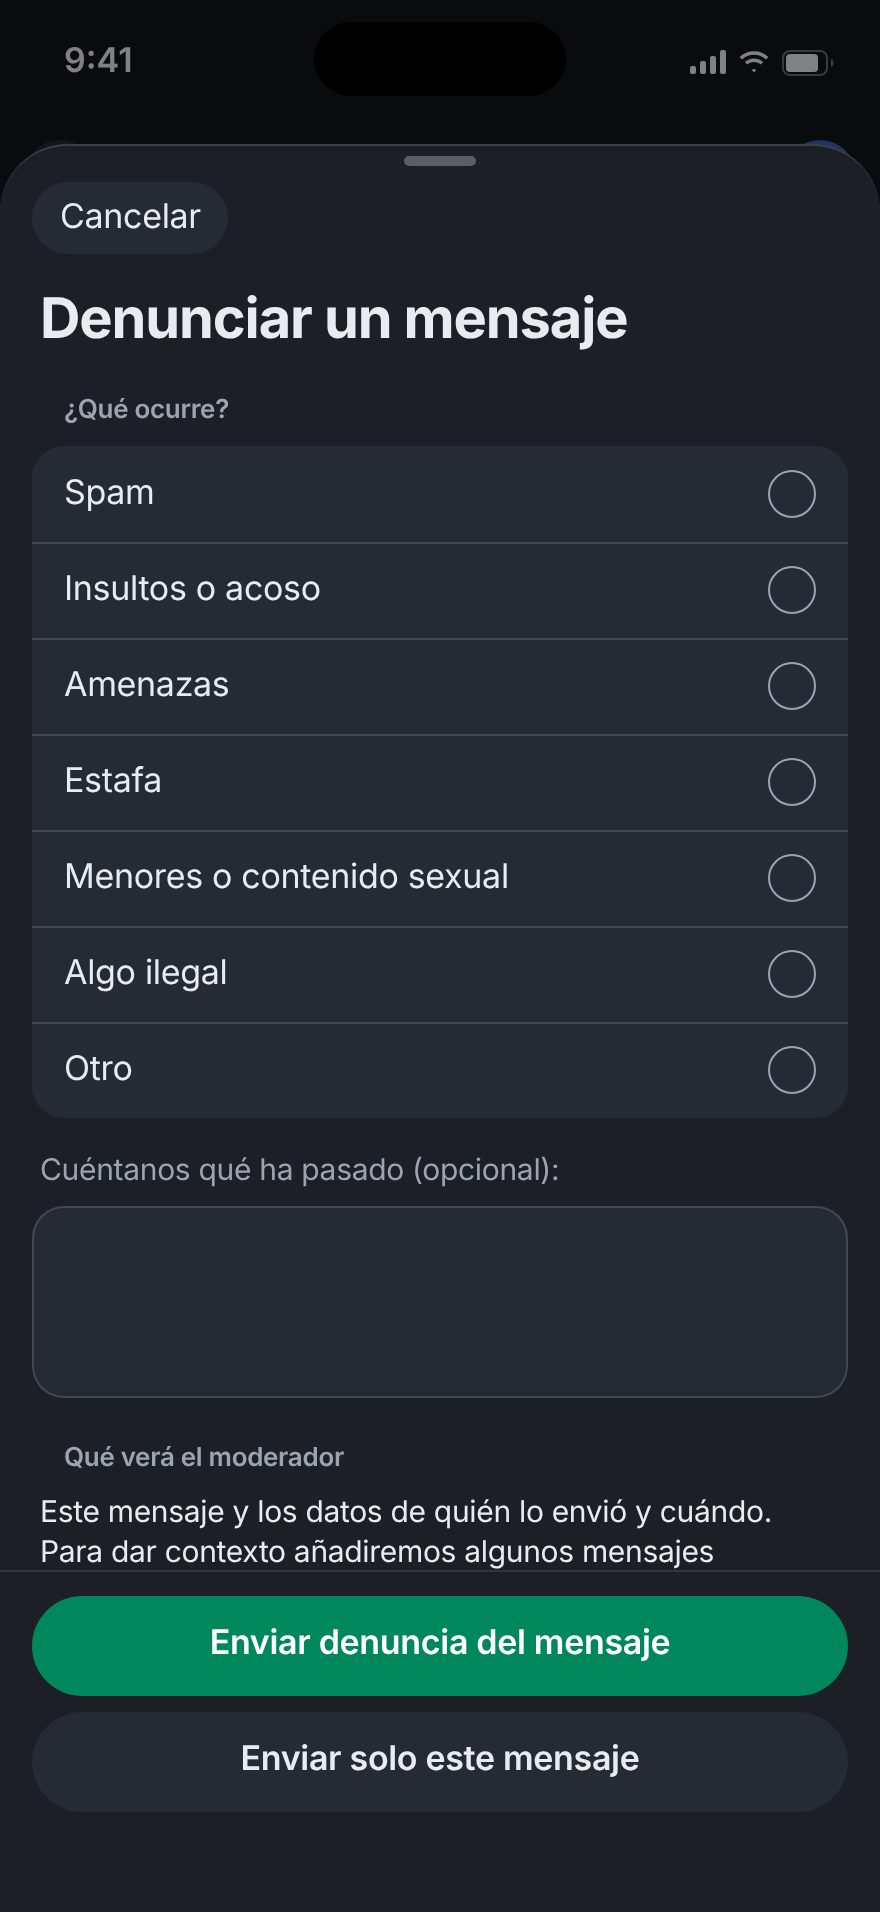 9:41
Cancelar
Denunciar un mensaje
¿Qué ocurre?
Spam
Insultos o acoso
Amenazas
Estafa
Menores o contenido sexual
Algo ilegal
Otro
Cuéntanos qué ha pasado (opcional):
Qué verá el moderador
Este mensaje y los datos de quién lo envió y cuándo.
Para dar contexto añadiremos algunos mensajes
Enviar denuncia del mensaje
Enviar solo este mensaje